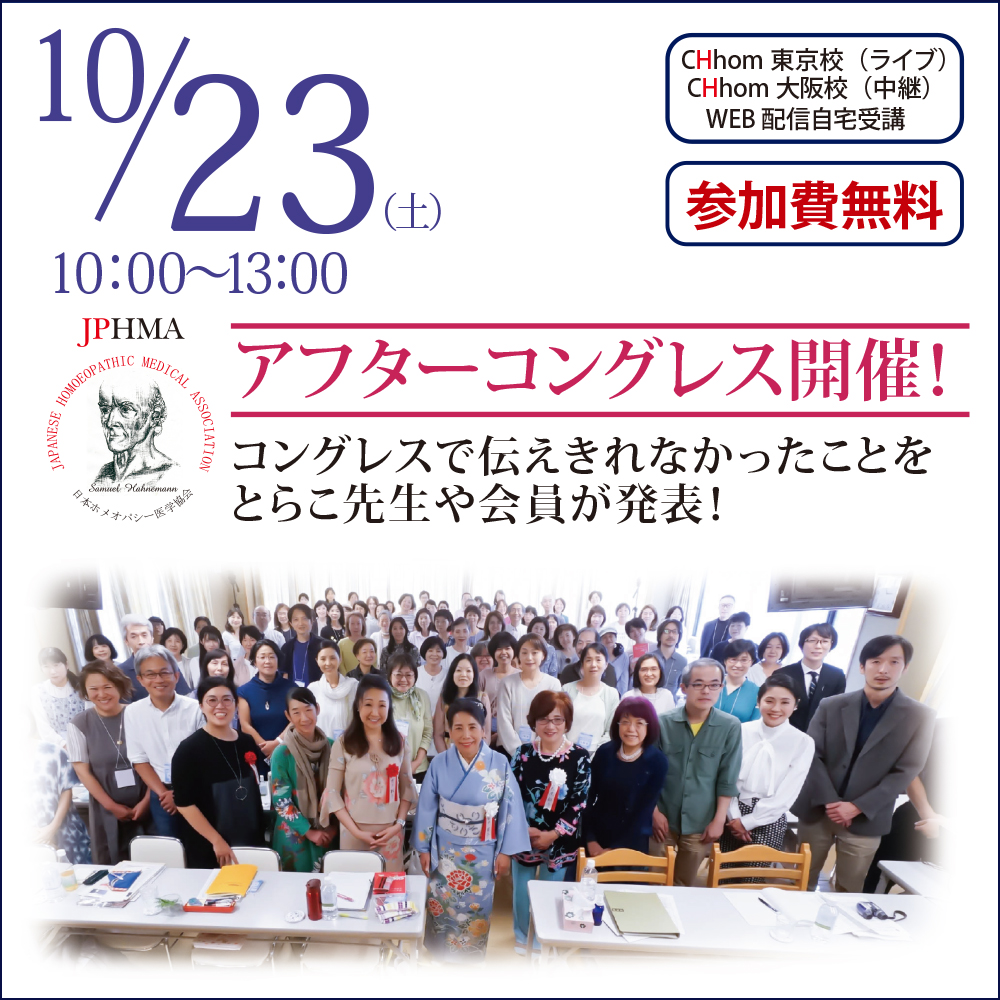 10/23(土)
10:00〜13:00
CHhom 東京校(ライブ)
CHhom 大阪校(中継)
WEB 配信自宅受講
参加費無料
JPHMA
JAPANESE HOMOEOPATHIC MEDICAL ASSOCIATION
Samuel Hahnemann
日本ホメオパシー医学協会
アフターコングレス開催!
コングレスで伝えきれなかったことを
とらこ先生や会員が発表!